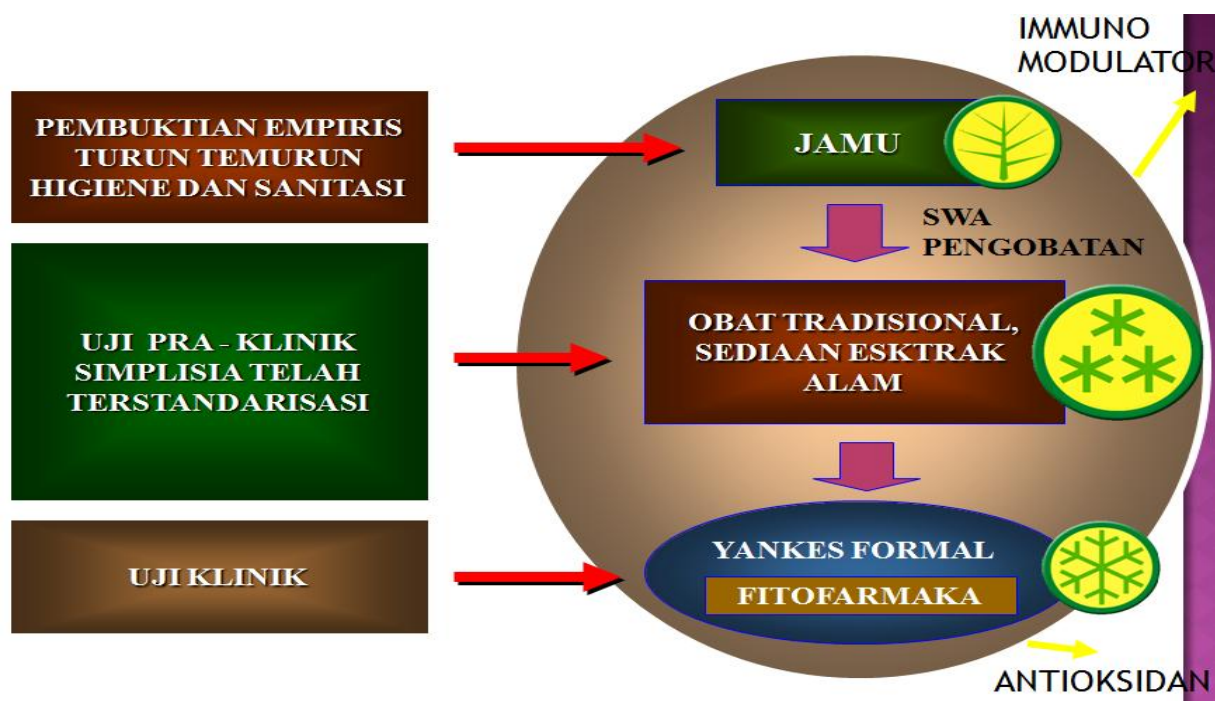 IMMUNO
MODULATOR
PEMBUKTIAN EMPIRIS
TURUN TEMURUN
HIGIENE DAN SANITASI
JAMU
SWA
PENGOBATAN
UJI PRA - KLINIK
SIMPLISIA TELAH
TERSTANDARISASI
OBAT TRADISIONAL,
SEDIAAN ESKTRAK
ALAM
UJI KLINIK
YANKES FORMAL
FITOFARMAKA
ANTIOKSIDAN